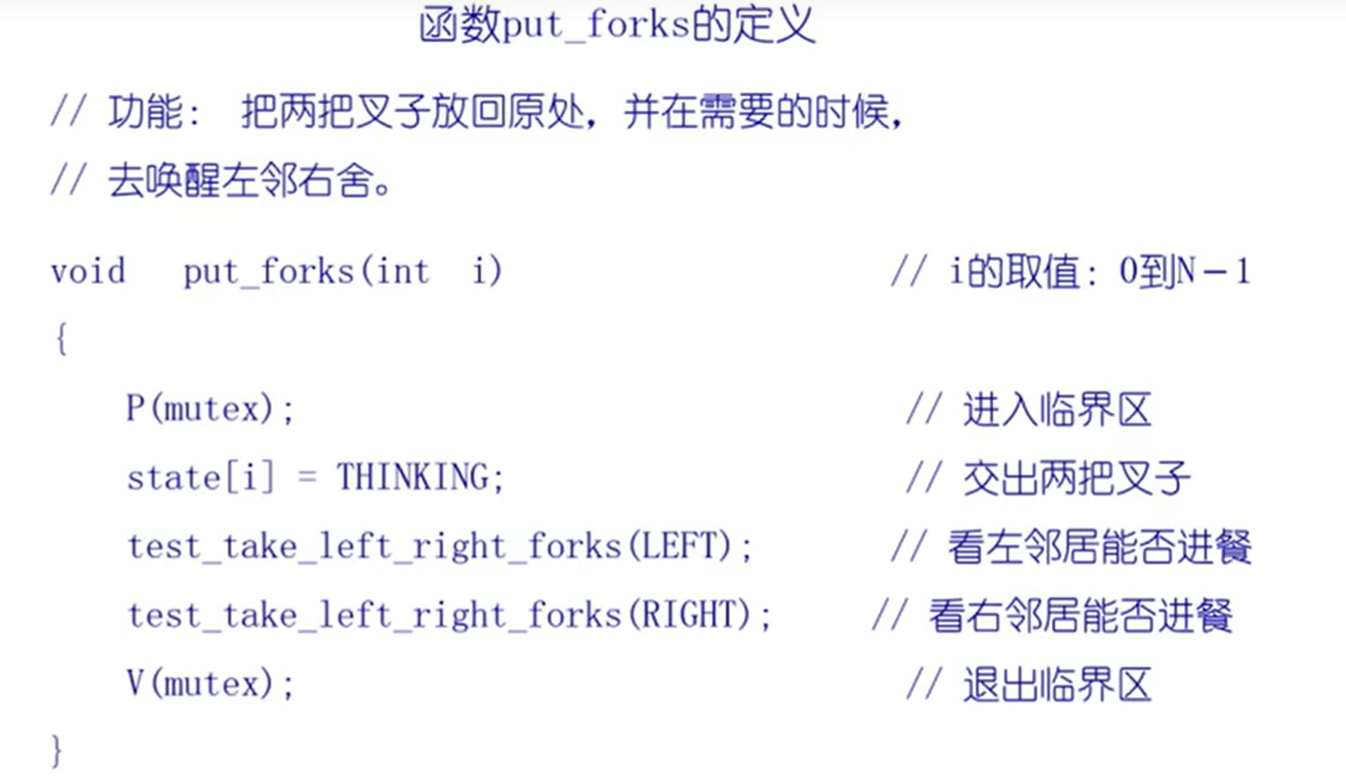 函数put_forks的定义
// 功能： 把两把叉子放回原处，并在需要的时候，
// 去唤醒左邻右舍。
void put_forks(int i) // i的取值：0到N－1
{
P(mutex); // 进入临界区
state[i] = THINKING; // 交出两把叉子
test_take_left_right_forks(LEFT); // 看左邻居能否进餐
test_take_left_right_forks(RIGHT); // 看右邻居能否进餐
V(mutex); // 退出临界区
}